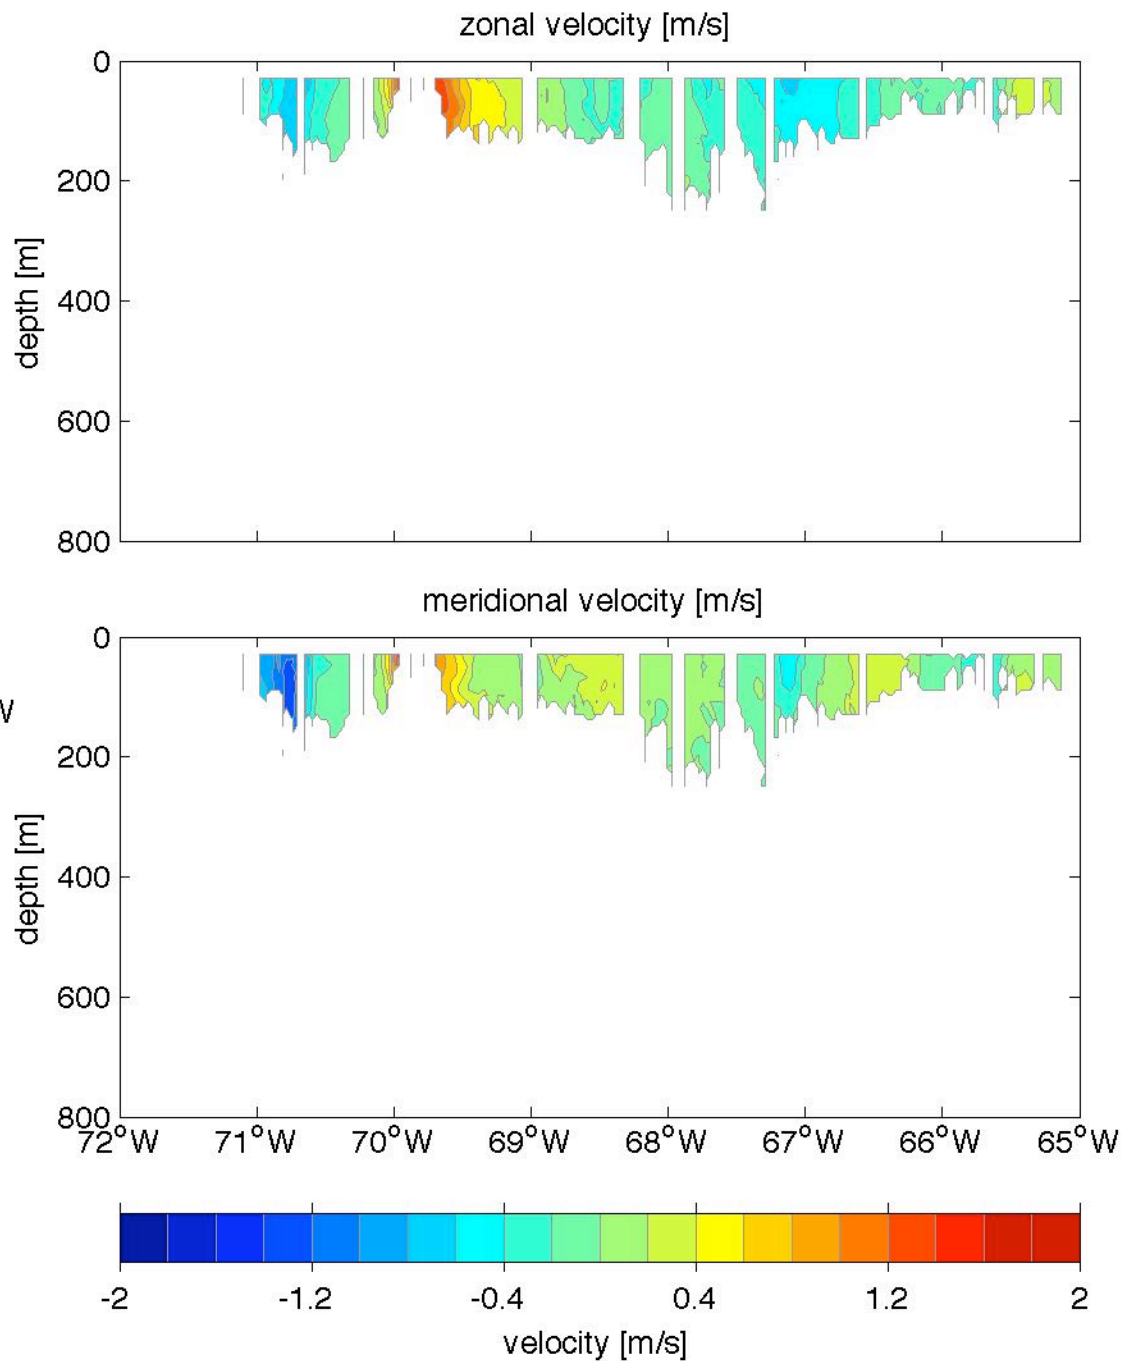 zonal velocity [m/s]
0
200
400
600
800
depth [m]
meridional velocity [m/s]
0
W
200
400
600
800
depth [m]
72°W 71°W 70°W 69°W 68°W 67°W 66°W 65°W
-2 -1.2 -0.4 0.4 1.2 2
velocity [m/s]